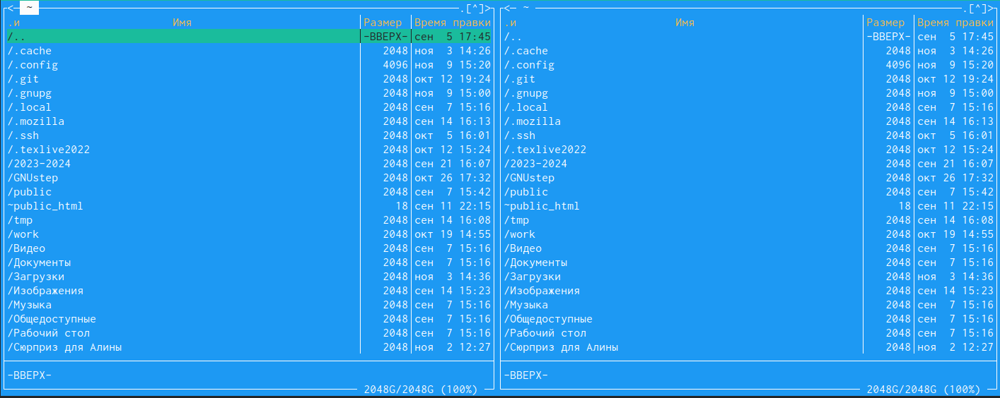 <─ ~ ─.[^]>
.и Имя Размер Время правки
/.. -ВВЕРХ- сен 5 17:45
/.cache 2048 ноя 3 14:26
/.config 4096 ноя 9 15:20
/.git 2048 окт 12 19:24
/.gnupg 2048 ноя 9 15:00
/.local 2048 сен 7 15:16
/.mozilla 2048 сен 14 16:13
/.ssh 2048 окт 5 16:01
/.texlive2022 2048 окт 12 15:24
/2023-2024 2048 сен 21 16:07
/GNUstep 2048 окт 26 17:32
/public 2048 сен 7 15:42
~public_html 18 сен 11 22:15
/tmp 2048 сен 14 16:08
/work 2048 окт 19 14:55
/Видео 2048 сен 7 15:16
/Документы 2048 сен 7 15:16
/Загрузки 2048 ноя 3 14:36
/Изображения 2048 сен 14 15:23
/Музыка 2048 сен 7 15:16
/Общедоступные 2048 сен 7 15:16
/Рабочий стол 2048 сен 7 15:16
/Сюрприз для Алины 2048 ноя 2 12:27
-ВВЕРХ-
2048G/2048G (100%)
<─ ~ ─.[^]>
.и Имя Размер Время правки
/.. -ВВЕРХ- сен 5 17:45
/.cache 2048 ноя 3 14:26
/.config 4096 ноя 9 15:20
/.git 2048 окт 12 19:24
/.gnupg 2048 ноя 9 15:00
/.local 2048 сен 7 15:16
/.mozilla 2048 сен 14 16:13
/.ssh 2048 окт 5 16:01
/.texlive2022 2048 окт 12 15:24
/2023-2024 2048 сен 21 16:07
/GNUstep 2048 окт 26 17:32
/public 2048 сен 7 15:42
~public_html 18 сен 11 22:15
/tmp 2048 сен 14 16:08
/work 2048 окт 19 14:55
/Видео 2048 сен 7 15:16
/Документы 2048 сен 7 15:16
/Загрузки 2048 ноя 3 14:36
/Изображения 2048 сен 14 15:23
/Музыка 2048 сен 7 15:16
/Общедоступные 2048 сен 7 15:16
/Рабочий стол 2048 сен 7 15:16
/Сюрприз для Алины 2048 ноя 2 12:27
-ВВЕРХ-
2048G/2048G (100%)